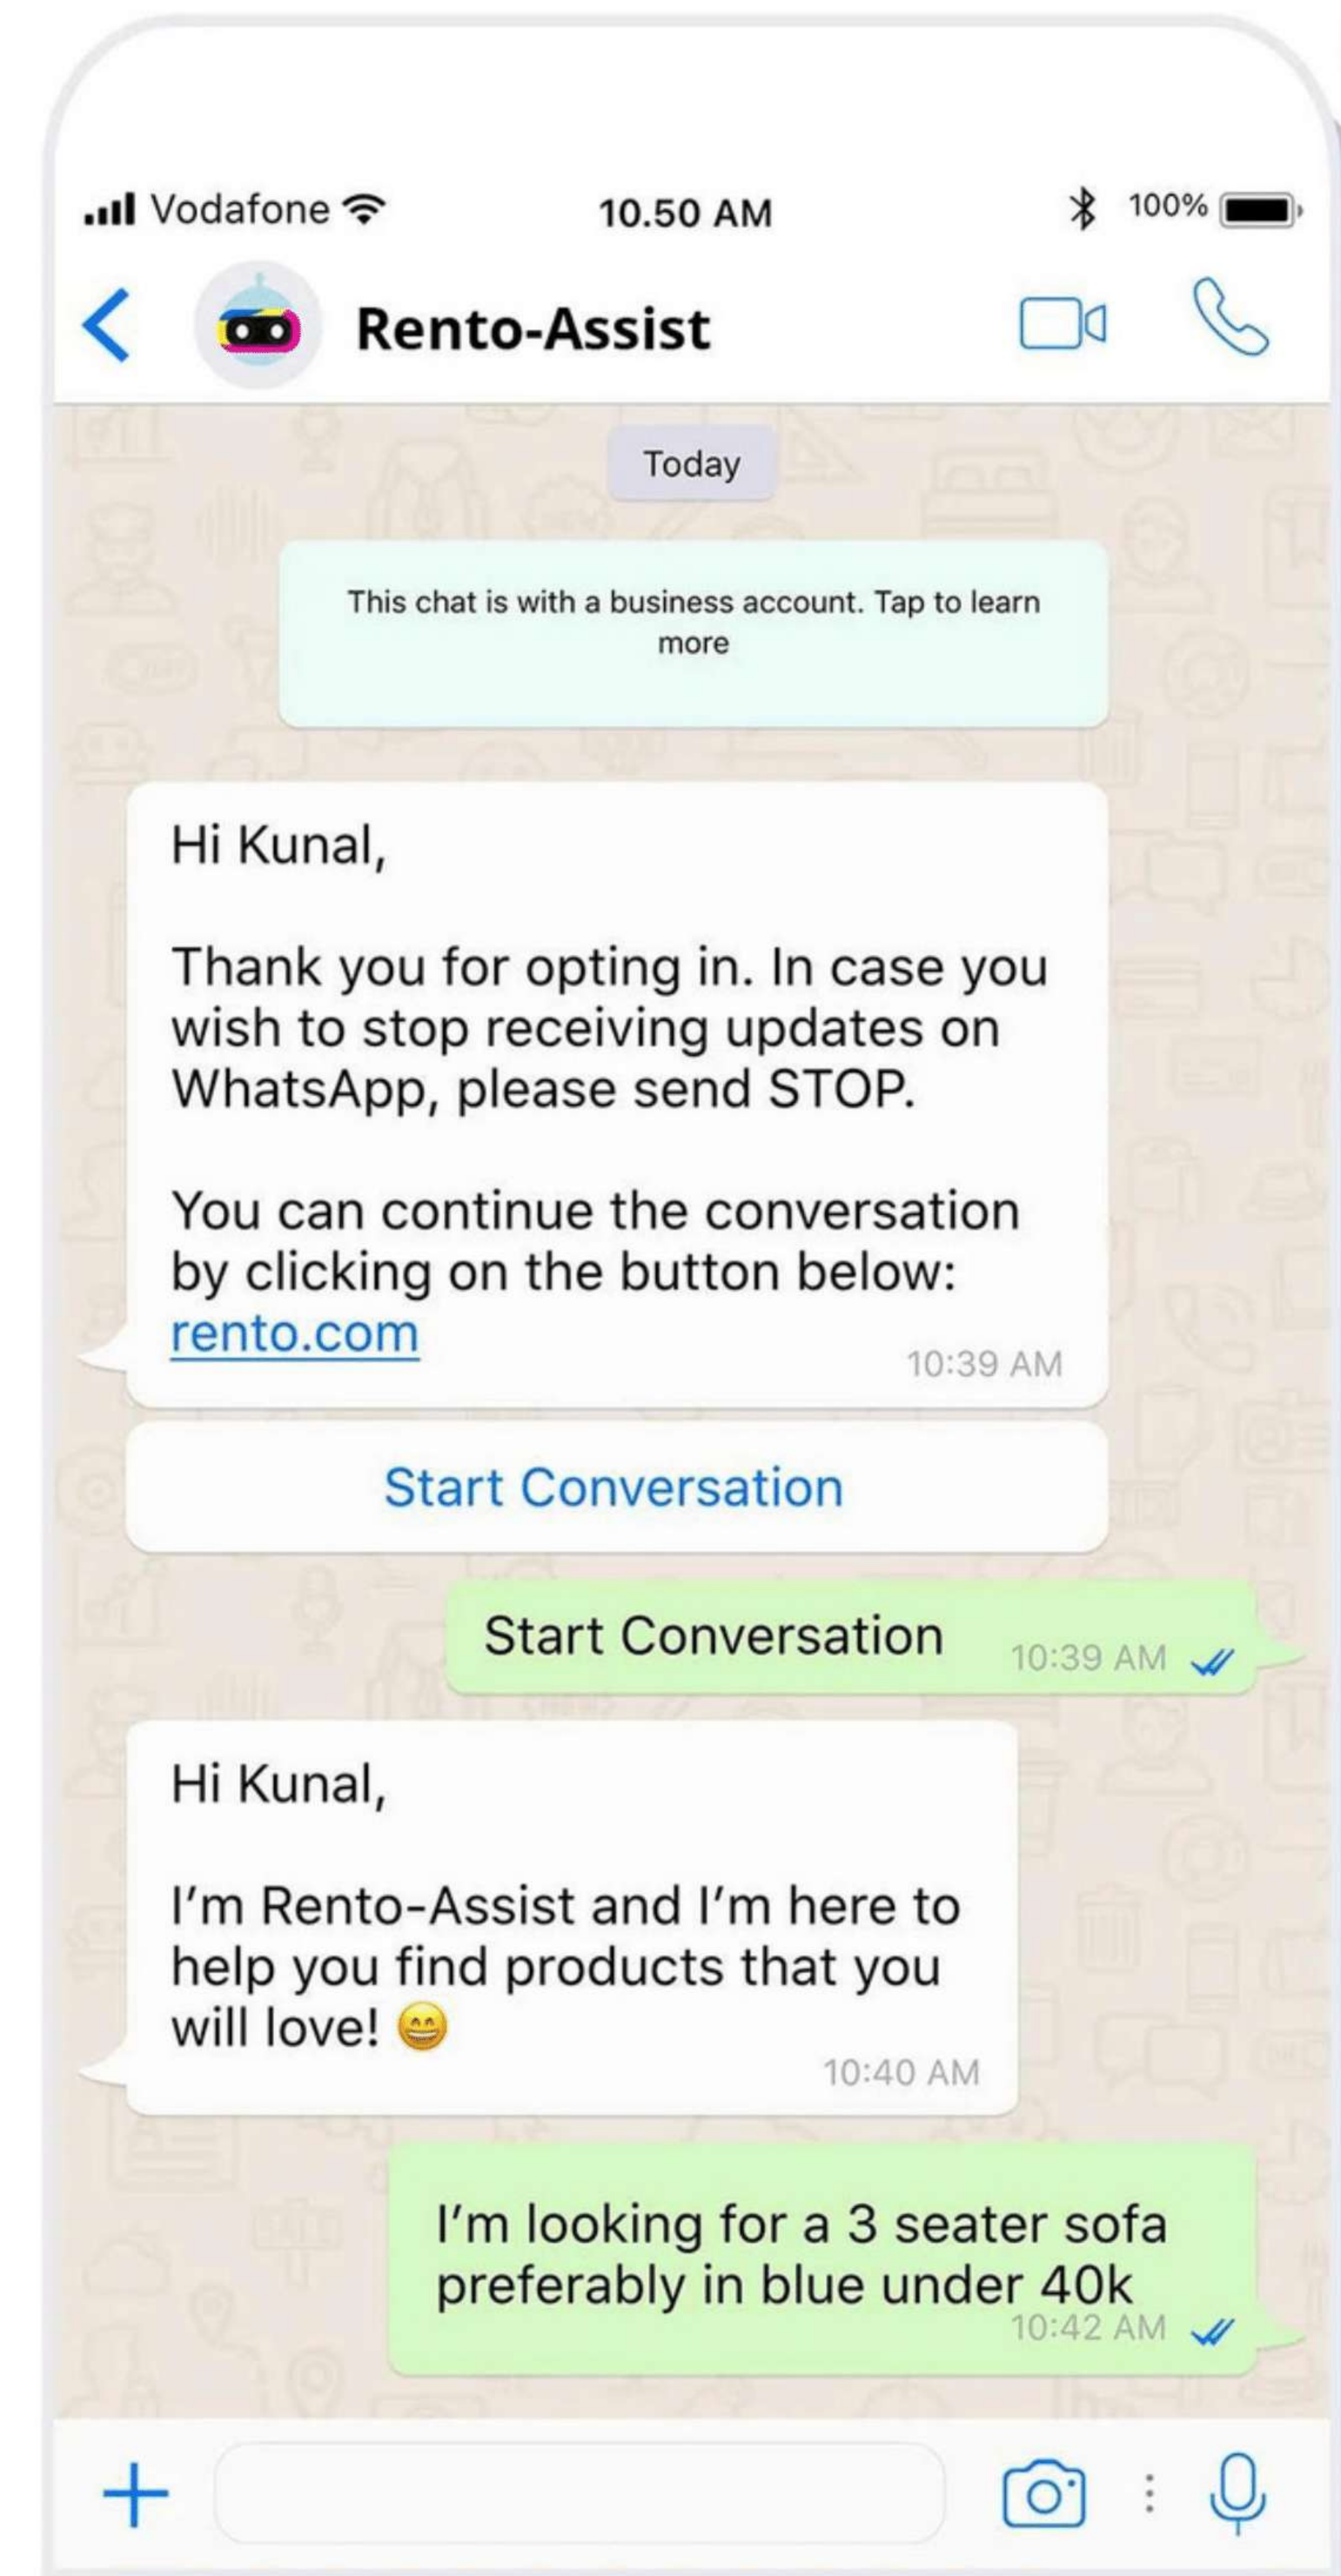 Vodafone 10.50 AM 100%
Rento-Assist
Today
This chat is with a business account. Tap to learn
more
Hi Kunal,
Thank you for opting in. In case you
wish to stop receiving updates on
WhatsApp, please send STOP.
You can continue the conversation
by clicking on the button below:
rento.com
10:39 AM
Start Conversation
Start Conversation 10:39 AM
Hi Kunal,
I'm Rento-Assist and I'm here to
help you find products that you
will love! 😄
10:40 AM
I'm looking for a 3 seater sofa
preferably in blue under 40k
10:42 AM